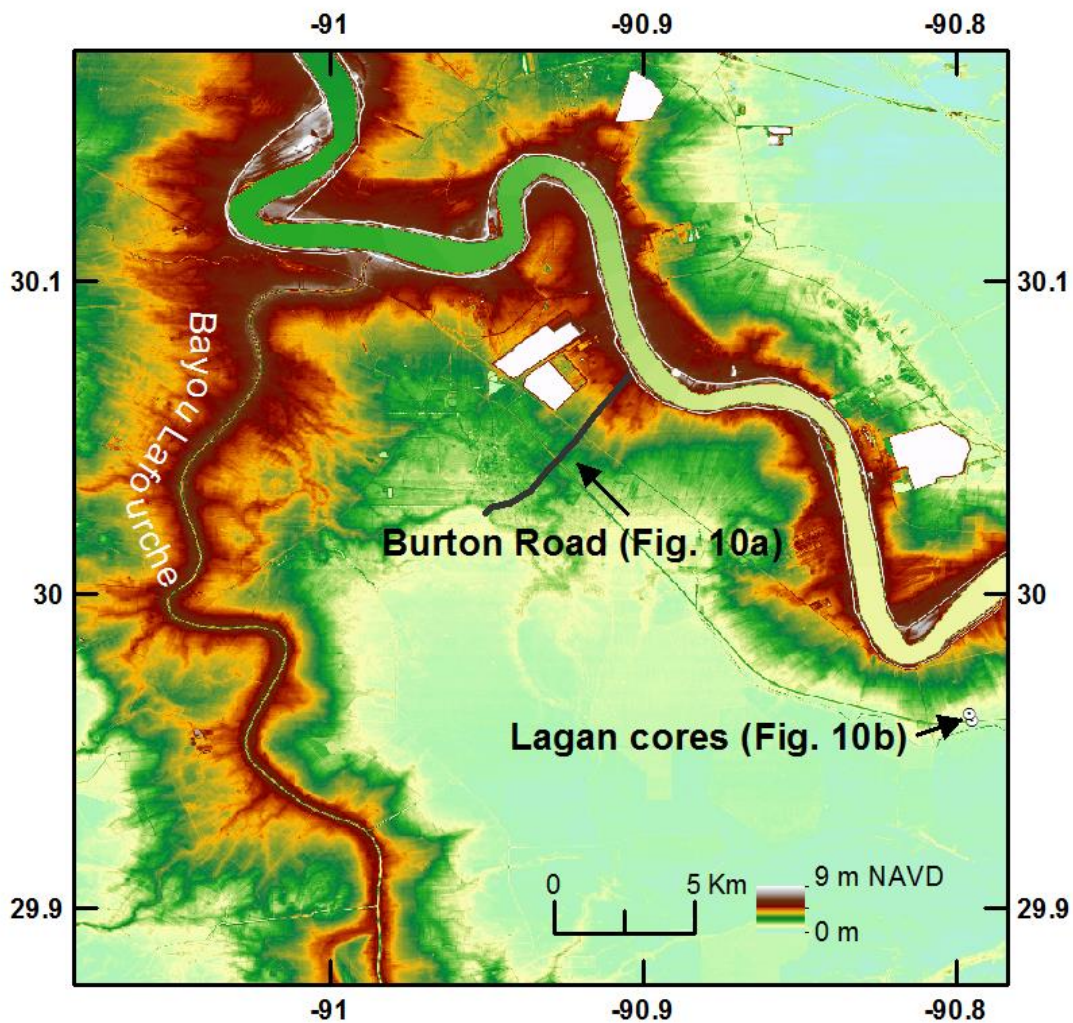 -91 -90.9 -90.8
30.1 30.1
Bayou Lafourche
Burton Road (Fig. 10a)
30 30
Lagan cores (Fig. 10b)
0 5 Km
9 m NAVD
0 m
29.9 29.9
-91 -90.9 -90.8